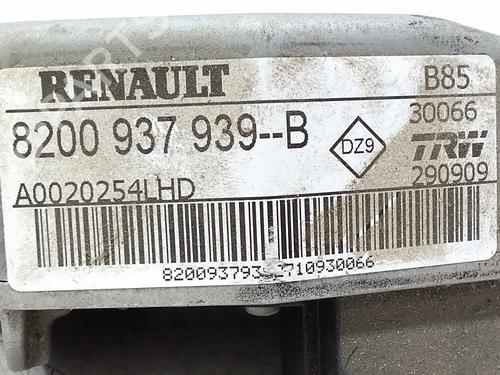 RENAULT B85
8200 937 939--B DZ9 30066
TRW
A0020254LHD 290909